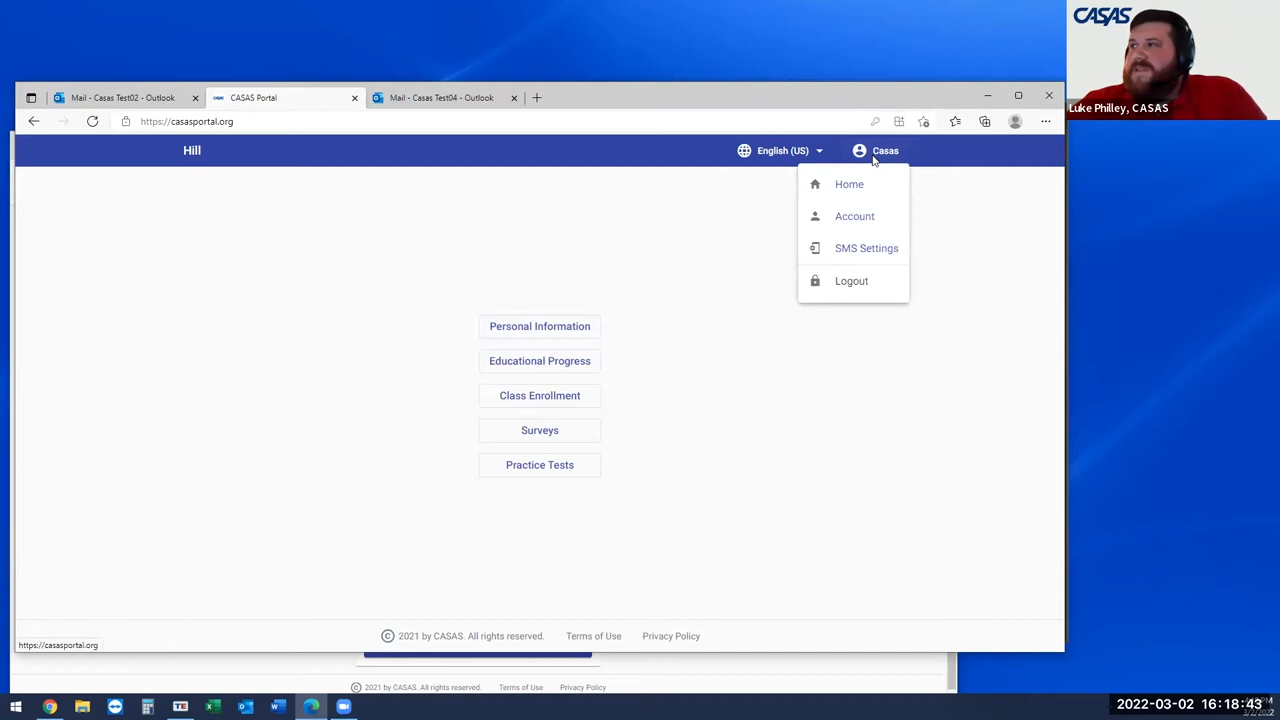 CASAS
Luke Philley, CASAS
Mail - Casas Test02 - Outlook
CASAS Portal
Mail - Casas Test04 - Outlook
https://casasportal.org
Hill
English (US)
Casas
Home
Account
SMS Settings
Logout
Personal Information
Educational Progress
Class Enrollment
Surveys
Practice Tests
© 2021 by CASAS. All rights reserved.
Terms of Use
Privacy Policy
https://casasportal.org
© 2021 by CASAS. All rights reserved.
Terms of Use
Privacy Policy
TE
2022-03-02 16:18:43